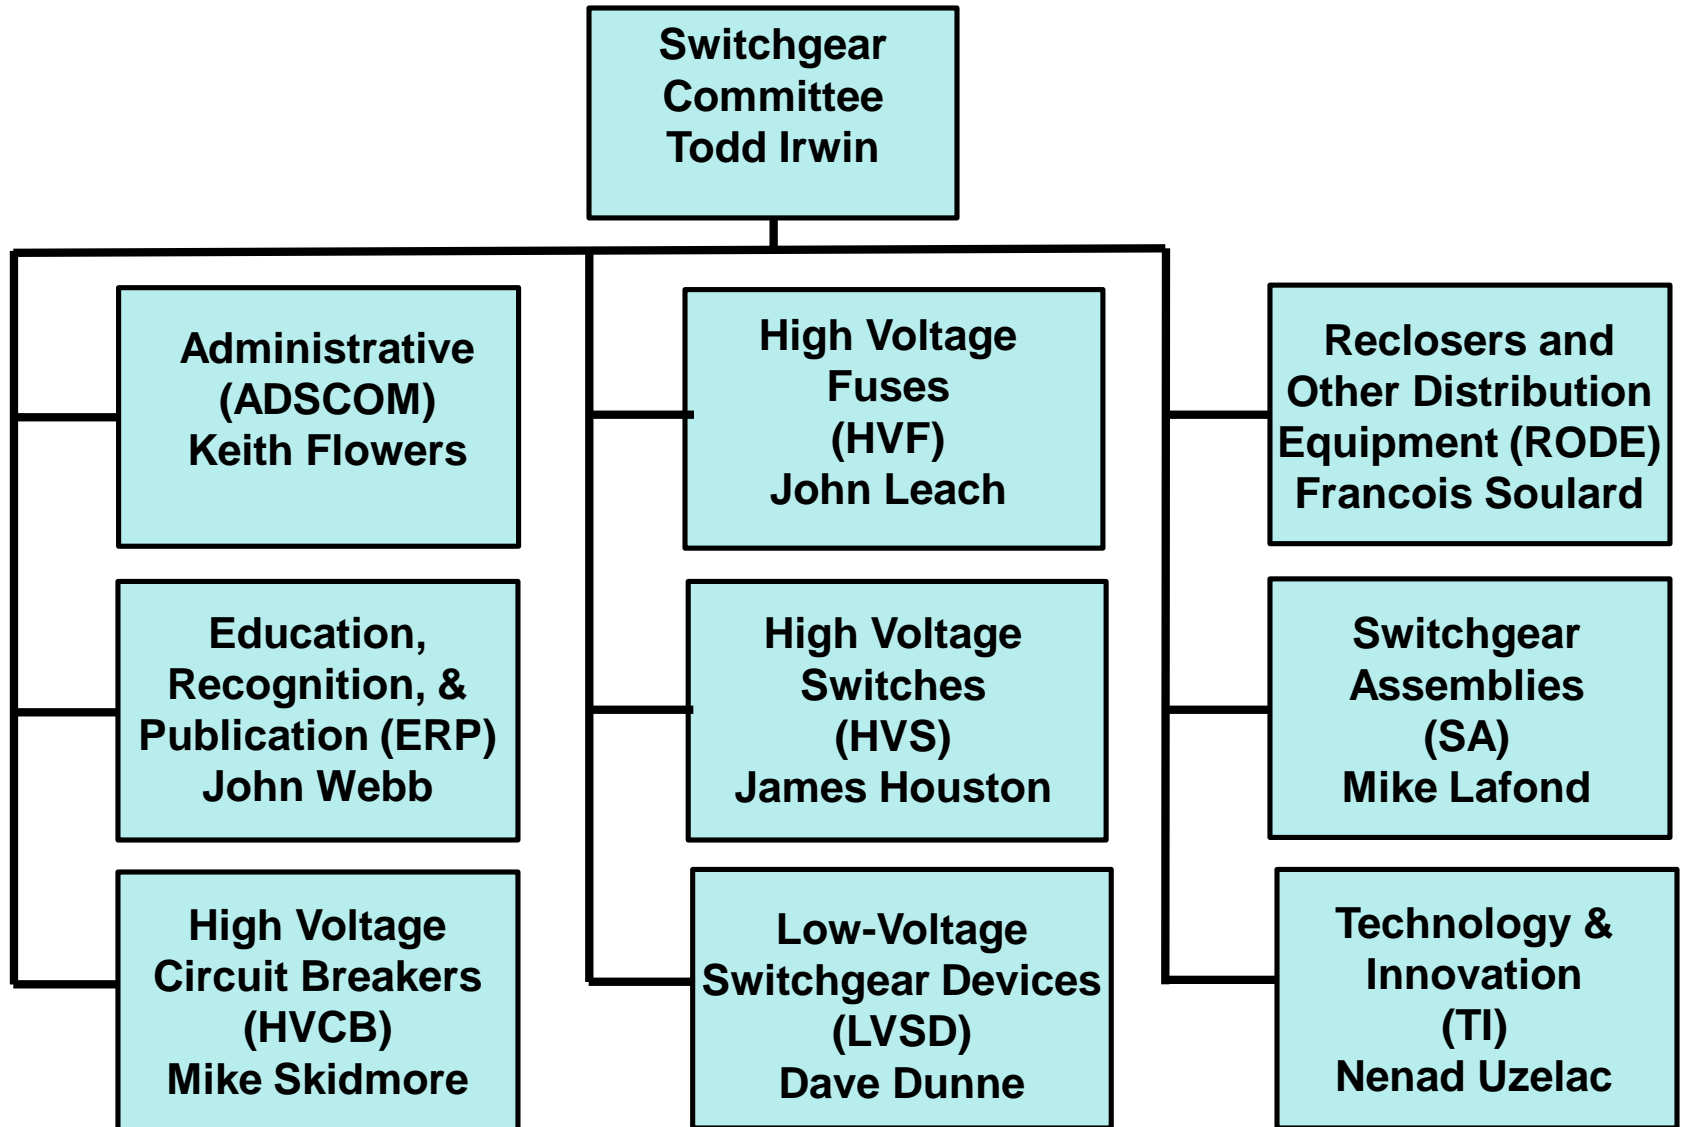 Switchgear
Committee
Todd Irwin
Administrative
(ADSCOM)
Keith Flowers
High Voltage
Fuses
(HVF)
John Leach
Reclosers and
Other Distribution
Equipment (RODE)
Francois Soulard
Education,
Recognition, &
Publication (ERP)
John Webb
High Voltage
Switches
(HVS)
James Houston
Switchgear
Assemblies
(SA)
Mike Lafond
High Voltage
Circuit Breakers
(HVCB)
Mike Skidmore
Low-Voltage
Switchgear Devices
(LVSD)
Dave Dunne
Technology &
Innovation
(TI)
Nenad Uzelac